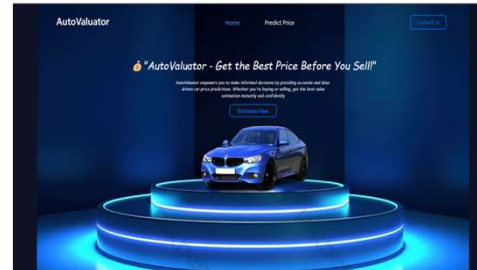 AutoValuator
Home
Predict Price
Contact Us
💰"AutoValuator - Get the Best Price Before You Sell!"
AutoValuator empowers you to make informed decisions by providing accurate and data-
driven car price predictions. Whether you're buying or selling, get the best value
estimation instantly and confidently
Estimate Now